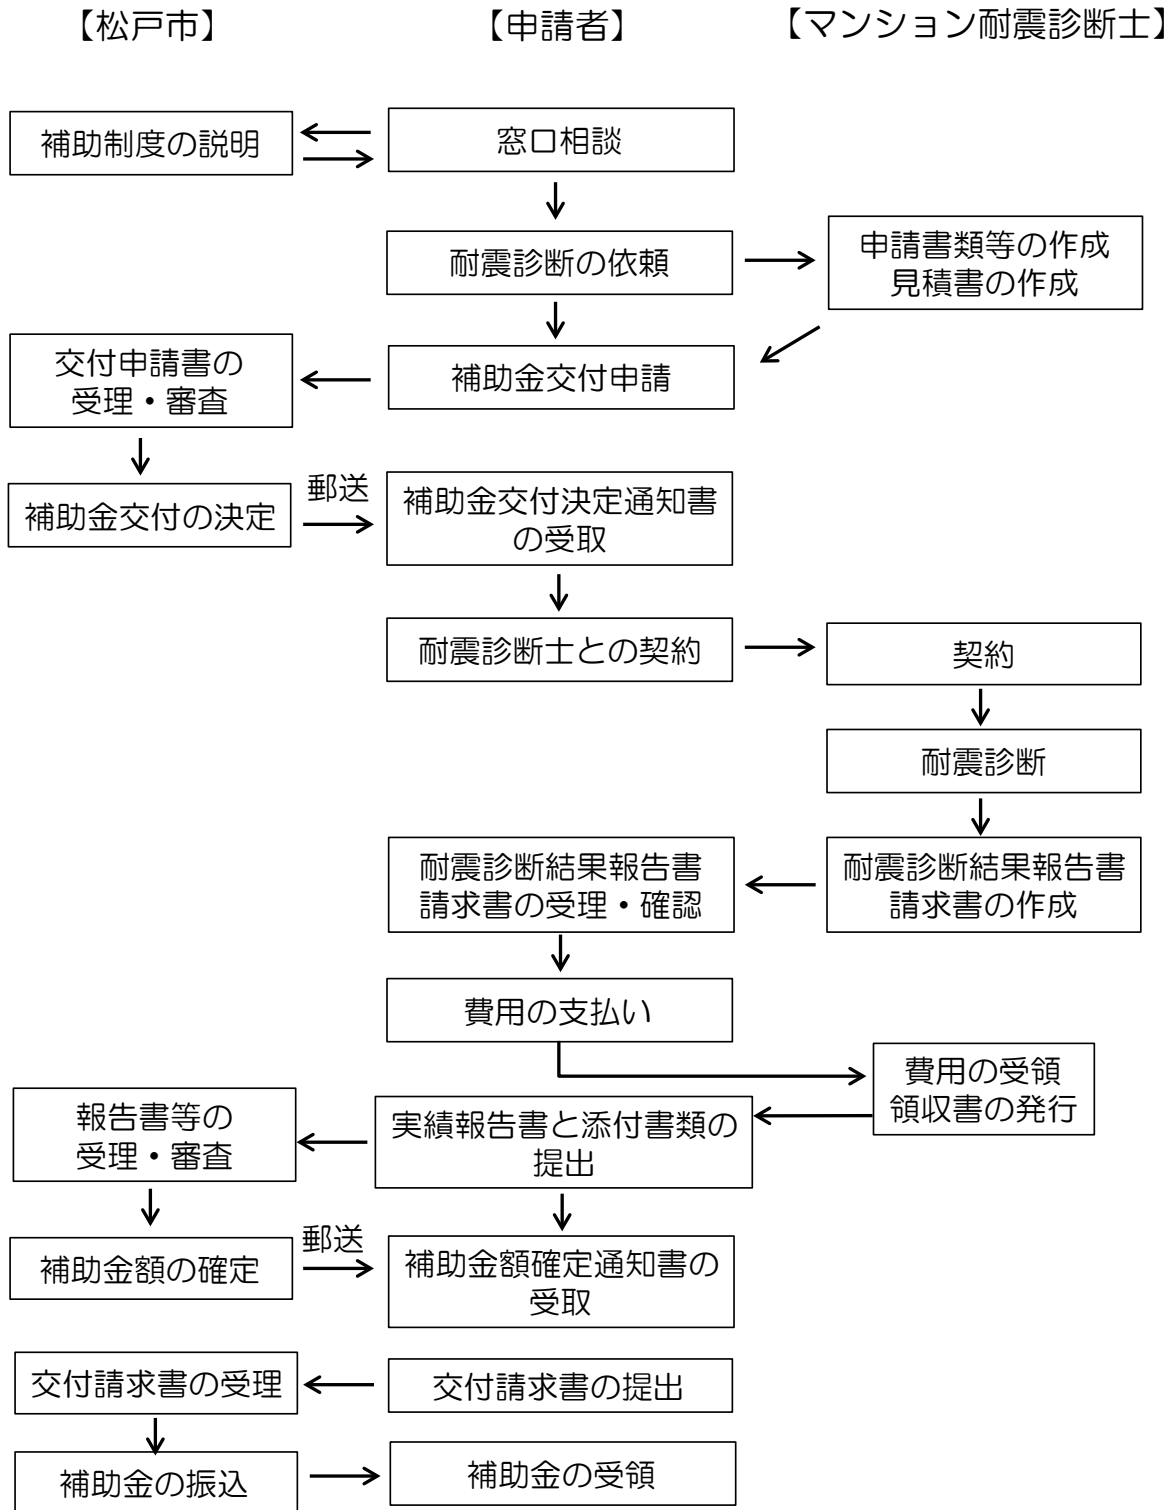 【松戸市】
【申請者】
【マンション耐震診断士】
補助制度の説明
窓口相談
耐震診断の依頼
申請書類等の作成
見積書の作成
交付申請書の
受理・審査
補助金交付申請
補助金交付の決定
郵送
補助金交付決定通知書
の受取
耐震診断士との契約
契約
耐震診断
耐震診断結果報告書
請求書の受理・確認
耐震診断結果報告書
請求書の作成
費用の支払い
費用の受領
領収書の発行
報告書等の
受理・審査
実績報告書と添付書類の
提出
補助金額の確定
郵送
補助金額確定通知書の
受取
交付請求書の受理
交付請求書の提出
補助金の振込
補助金の受領